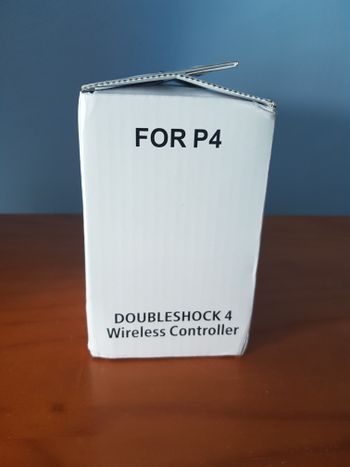 FOR P4
DOUBLESHOCK 4
Wireless Controller